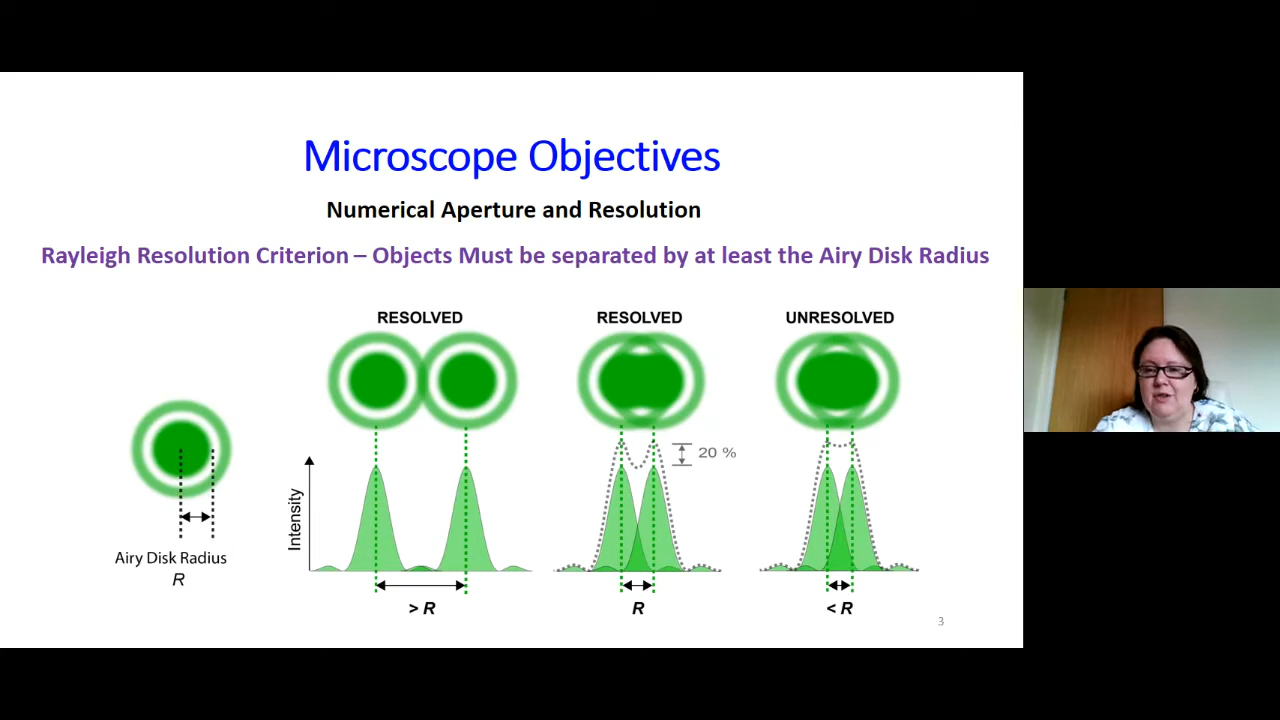 Microscope Objectives
Numerical Aperture and Resolution
Rayleigh Resolution Criterion – Objects Must be separated by at least the Airy Disk Radius
RESOLVED
RESOLVED
UNRESOLVED
20 %
Intensity
Airy Disk Radius
R
> R
R
< R
3